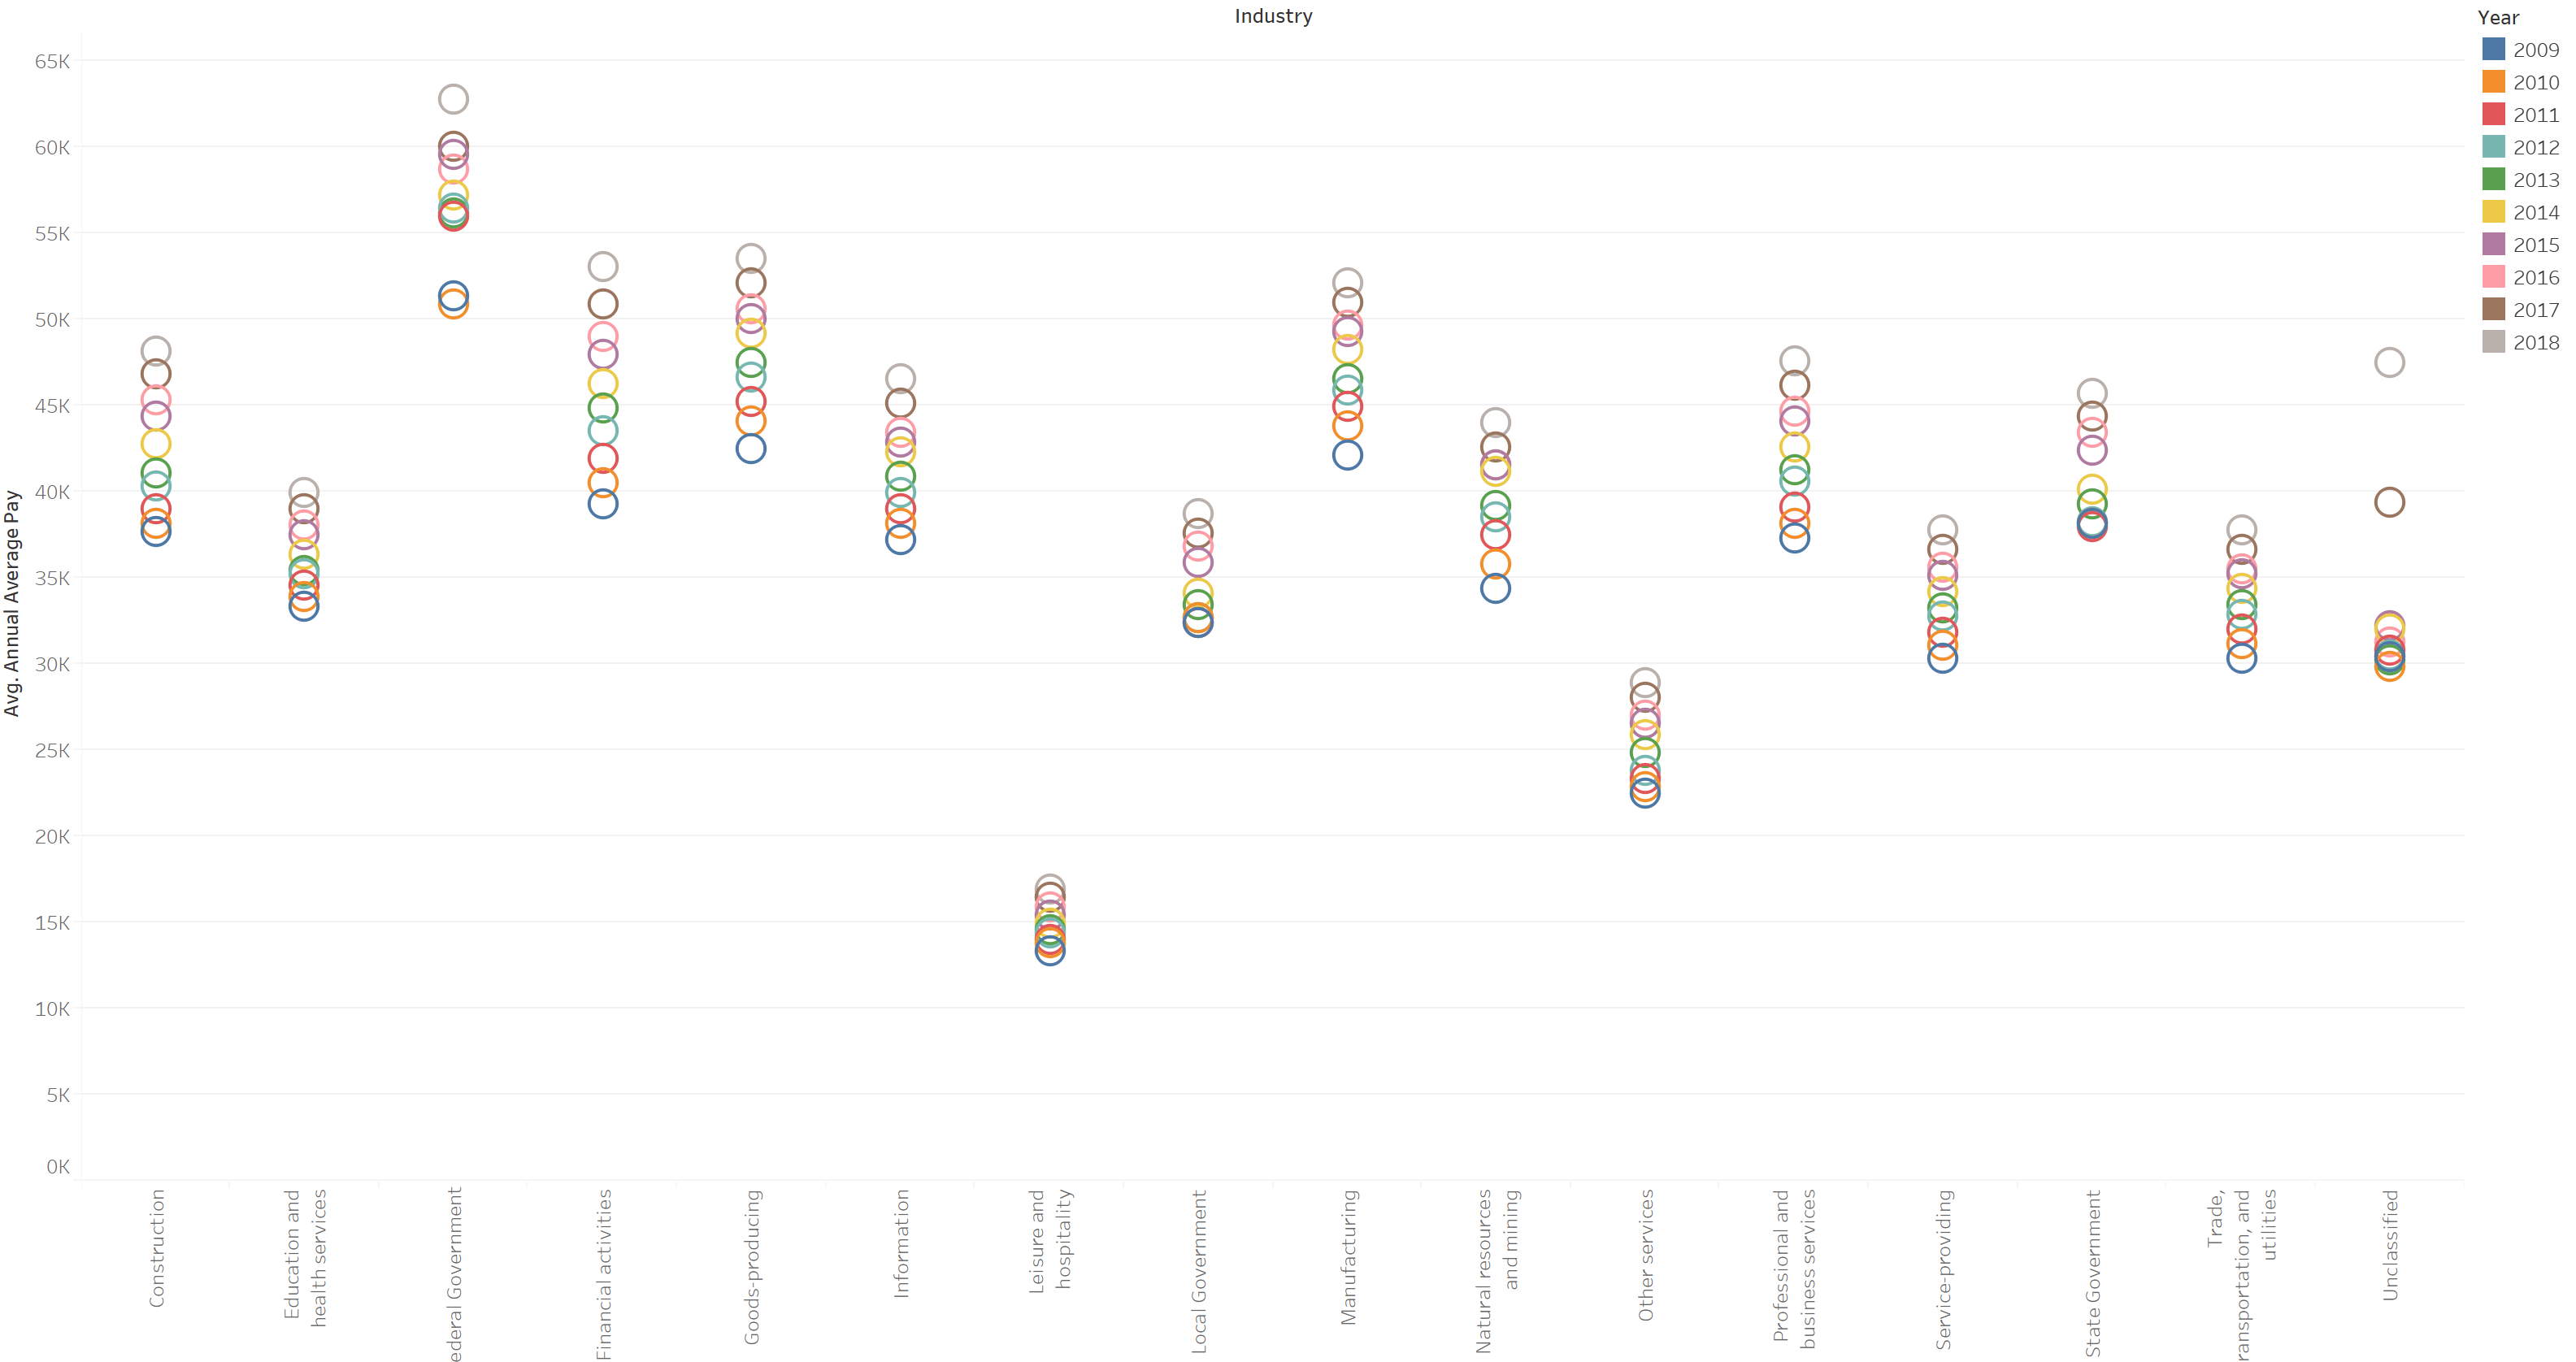 Industry
Year
2009
2010
2011
2012
2013
2014
2015
2016
2017
2018
Avg. Annual Average Pay
65K
60K
55K
50K
45K
40K
35K
30K
25K
20K
15K
10K
5K
0K
Construction
Education and
health services
ederal Government
Financial activities
Goods-producing
Information
Leisure and
hospitality
Local Government
Manufacturing
Natural resources
and mining
Other services
Professional and
business services
Service-providing
State Government
Trade,
ransportation, and
utilities
Unclassified